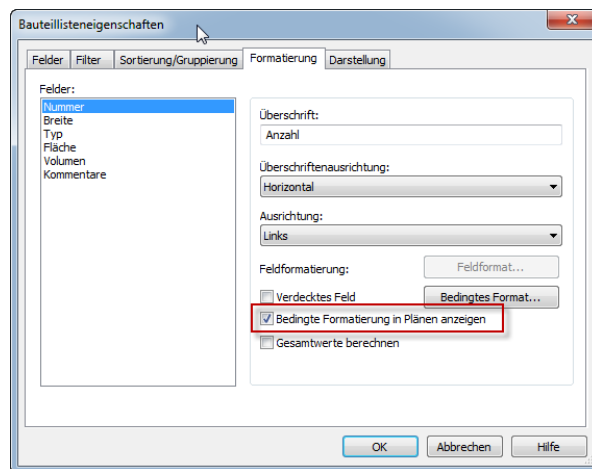 Bauteillisteneigenschaften
Felder Filter Sortierung/Gruppierung Formatierung Darstellung
Felder:
Nummer
Breite
Typ
Fläche
Volumen
Kommentare
Überschrift:
Anzahl
Überschriftenausrichtung:
Horizontal
Ausrichtung:
Links
Feldformatierung: Feldformat...
Verdecktes Feld Bedingtes Format...
Bedingte Formatierung in Plänen anzeigen
Gesamtwerte berechnen
OK Abbrechen Hilfe